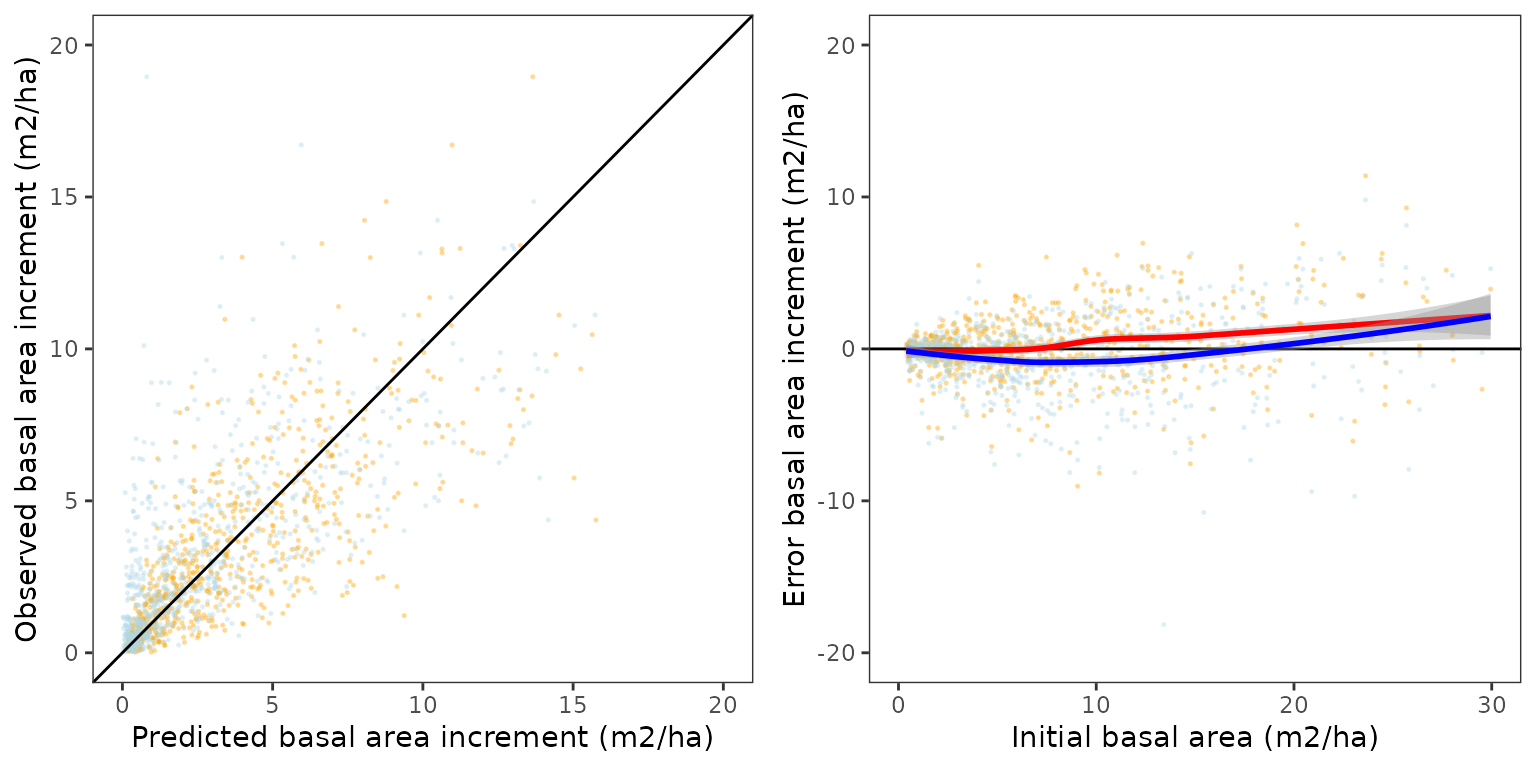 Observed basal area increment (m2/ha)
20
15
10
5
0
0 5 10 15 20
Predicted basal area increment (m2/ha)
Error basal area increment (m2/ha)
20
10
0
-10
-20
0 10 20 30
Initial basal area (m2/ha)